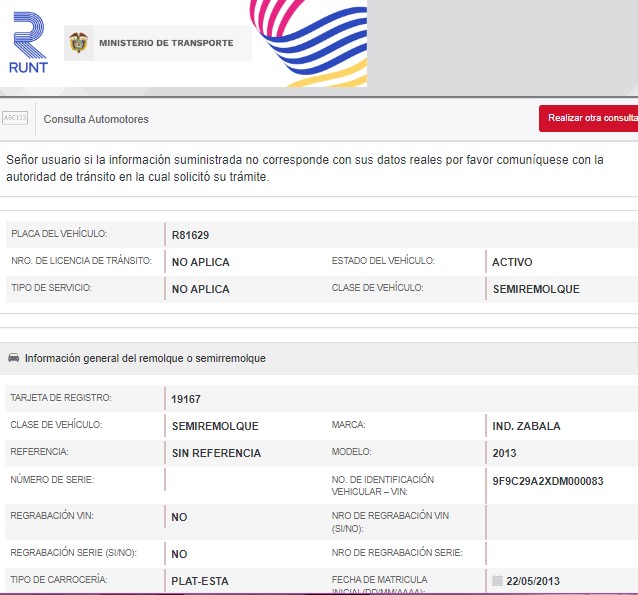 RUNT
MINISTERIO DE TRANSPORTE
ABC123
Consulta Automotores
Realizar otra consulta
Señor usuario si la información suministrada no corresponde con sus datos reales por favor comuníquese con la
autoridad de tránsito en la cual solicitó su trámite.
PLACA DEL VEHÍCULO: R81629
NRO. DE LICENCIA DE TRÁNSITO: NO APLICA ESTADO DEL VEHÍCULO: ACTIVO
TIPO DE SERVICIO: NO APLICA CLASE DE VEHÍCULO: SEMIREMOLQUE
Información general del remolque o semirremolque
TARJETA DE REGISTRO: 19167
CLASE DE VEHÍCULO: SEMIREMOLQUE MARCA: IND. ZABALA
REFERENCIA: SIN REFERENCIA MODELO: 2013
NÚMERO DE SERIE: NO. DE IDENTIFICACIÓN 9F9C29A2XDM000083
VEHICULAR – VIN:
REGRABACIÓN VIN: NO NRO DE REGRABACIÓN VIN
(SI/NO):
REGRABACIÓN SERIE (SI/NO): NO NRO DE REGRABACIÓN SERIE:
TIPO DE CARROCERÍA: PLAT-ESTA FECHA DE MATRICULA 22/05/2013
INICIAL(DD/MM/AAAA):